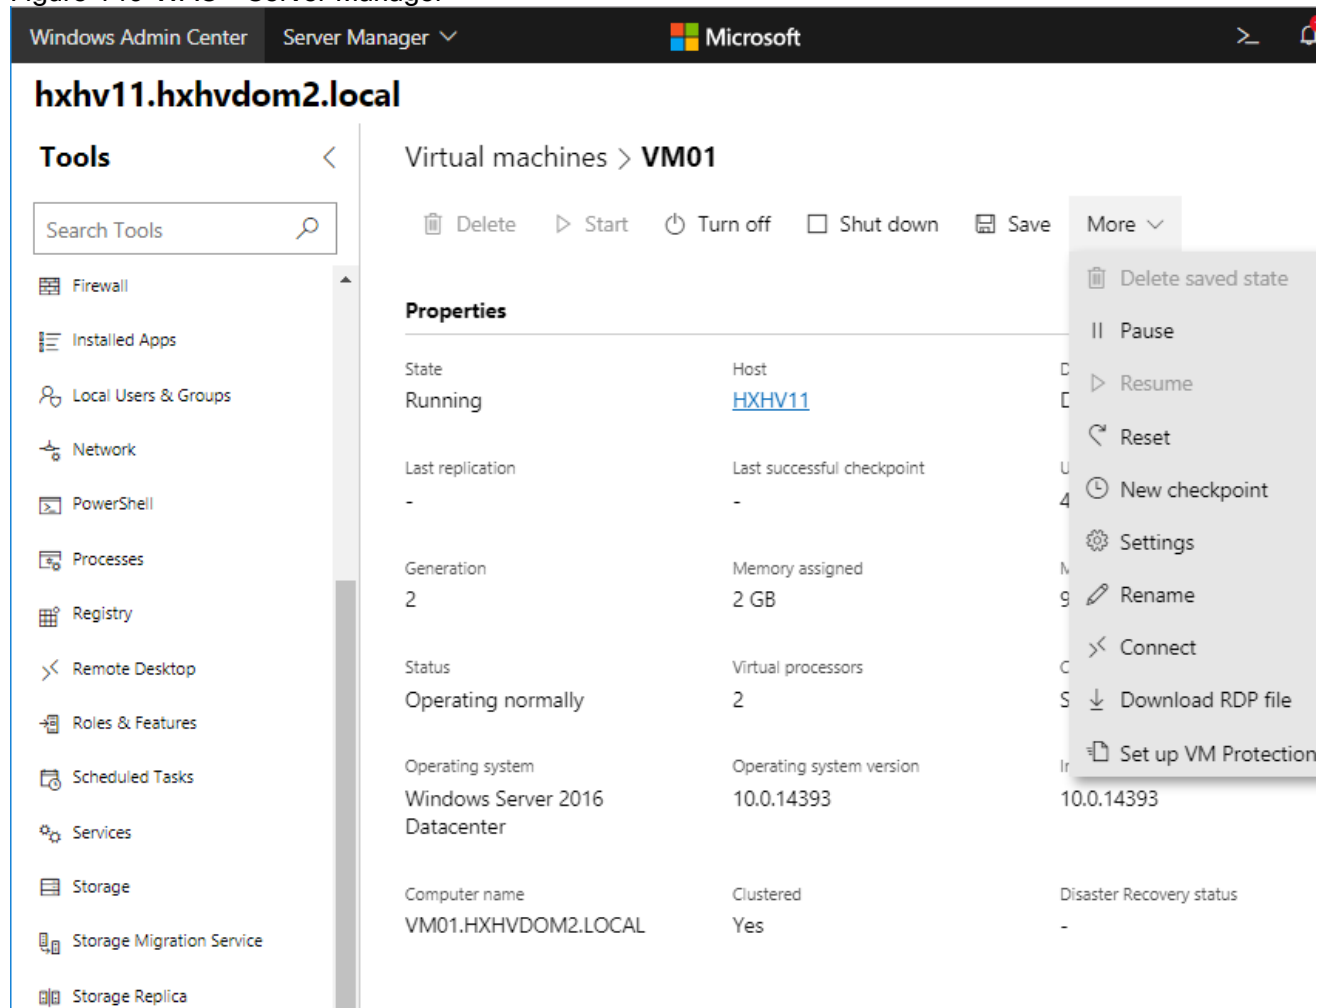 Windows Admin Center Server Manager Microsoft
hxhv11.hxhvdom2.local
Tools
Search Tools
Firewall
Installed Apps
Local Users & Groups
Network
PowerShell
Processes
Registry
Remote Desktop
Roles & Features
Scheduled Tasks
Services
Storage
Storage Migration Service
Storage Replica
Virtual machines > VM01
Delete Start Turn off Shut down Save More
Delete saved state
Pause
Resume
Reset
New checkpoint
Settings
Rename
Connect
Download RDP file
Set up VM Protection
Properties
State Host
Running HXHV11
Last replication Last successful checkpoint
- -
Generation Memory assigned
2 2 GB
Status Virtual processors
Operating normally 2
Operating system Operating system version
Windows Server 2016 10.0.14393 10.0.14393
Datacenter
Computer name Clustered Disaster Recovery status
VM01.HXHVDOM2.LOCAL Yes -